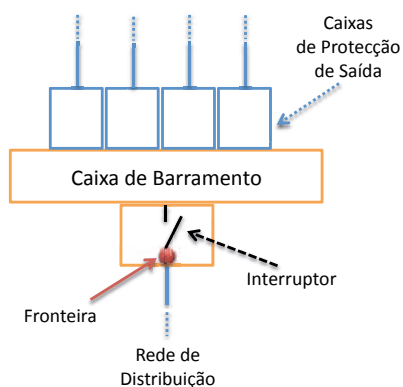 Caixas
de Protecção
de Saída
Caixa de Barramento
Interruptor
Fronteira
Rede de
Distribuição